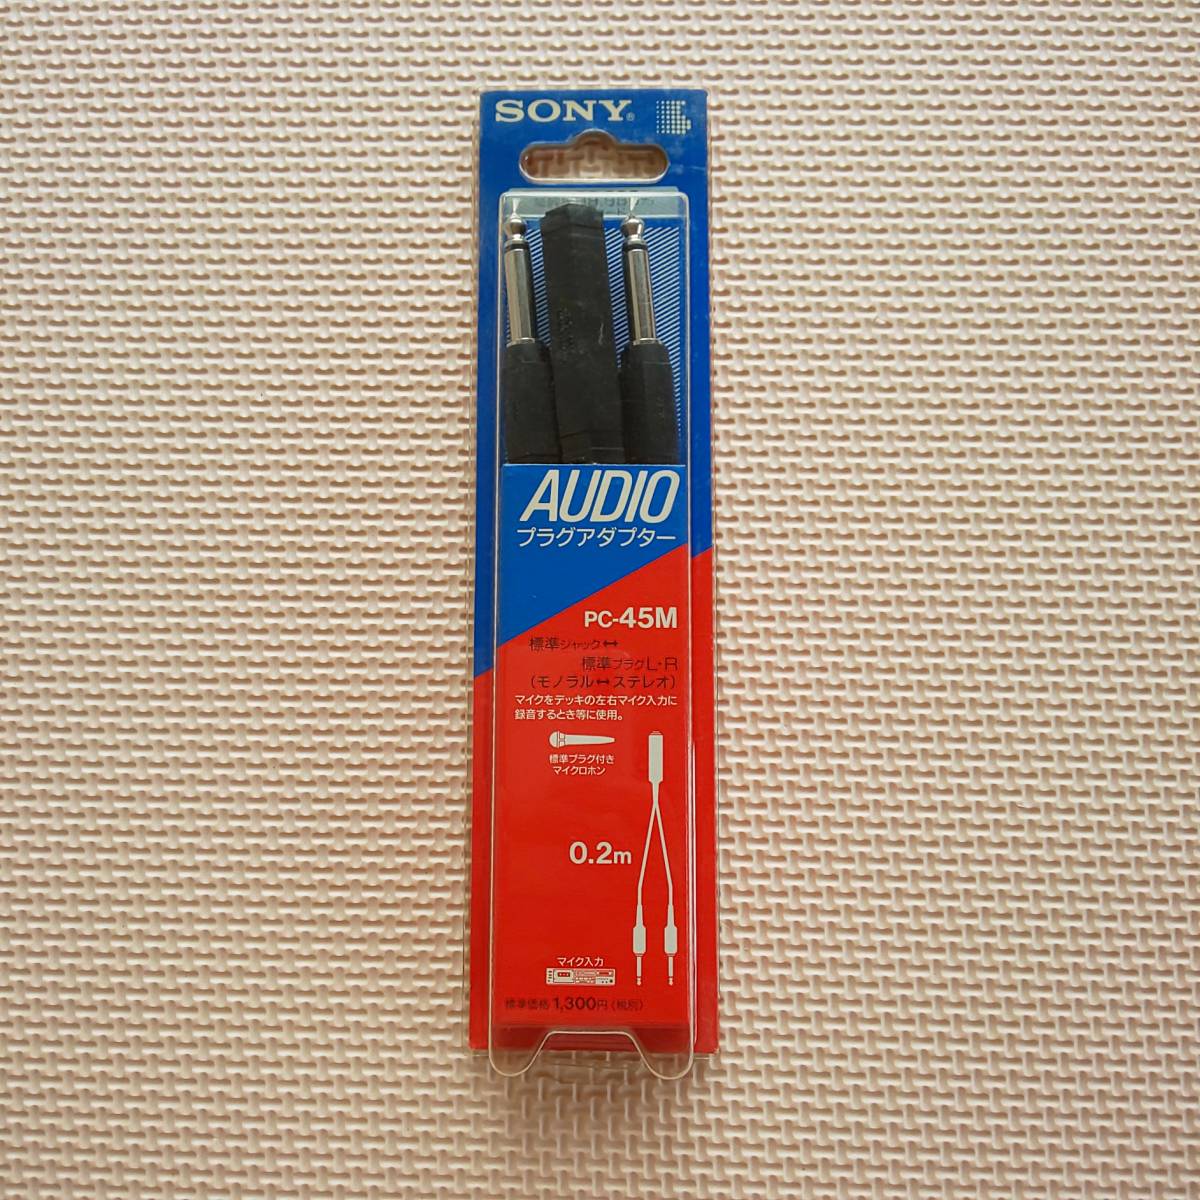 SONY®
AUDIO
プラグアダプター
PC-45M
標準ジャック↔
標準プラグL・R
(モノラル↔ステレオ)
マイクをデッキの左右マイク入力に
録音するとき等に使用。
標準プラグ付き
マイクロホン
0.2m
マイク入力
標準価格 1,300円 (税別)